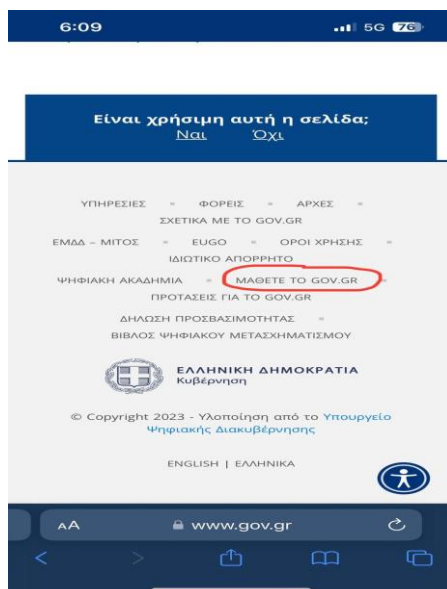 6:09 5G 76
Είναι χρήσιμη αυτή η σελίδα;
Ναι Όχι
ΥΠΗΡΕΣΙΕΣ ΦΟΡΕΙΣ ΑΡΧΕΣ
ΣΧΕΤΙΚΑ ΜΕ ΤΟ GOV.GR
ΕΜΔΔ – ΜΙΤΟΣ EUGO ΟΡΟΙ ΧΡΗΣΗΣ
ΙΔΙΩΤΙΚΟ ΑΠΟΡΡΗΤΟ
ΨΗΦΙΑΚΗ ΑΚΑΔΗΜΙΑ ΜΑΘΕΤΕ ΤΟ GOV.GR
ΠΡΟΤΑΣΕΙΣ ΓΙΑ ΤΟ GOV.GR
ΔΗΛΩΣΗ ΠΡΟΣΒΑΣΙΜΟΤΗΤΑΣ
ΒΙΒΛΟΣ ΨΗΦΙΑΚΟΥ ΜΕΤΑΣΧΗΜΑΤΙΣΜΟΥ
ΕΛΛΗΝΙΚΗ ΔΗΜΟΚΡΑΤΙΑ
Κυβέρνηση
© Copyright 2023 - Υλοποίηση από το Υπουργείο
Ψηφιακής Διακυβέρνησης
ENGLISH | ΕΛΛΗΝΙΚΑ
AA www.gov.gr